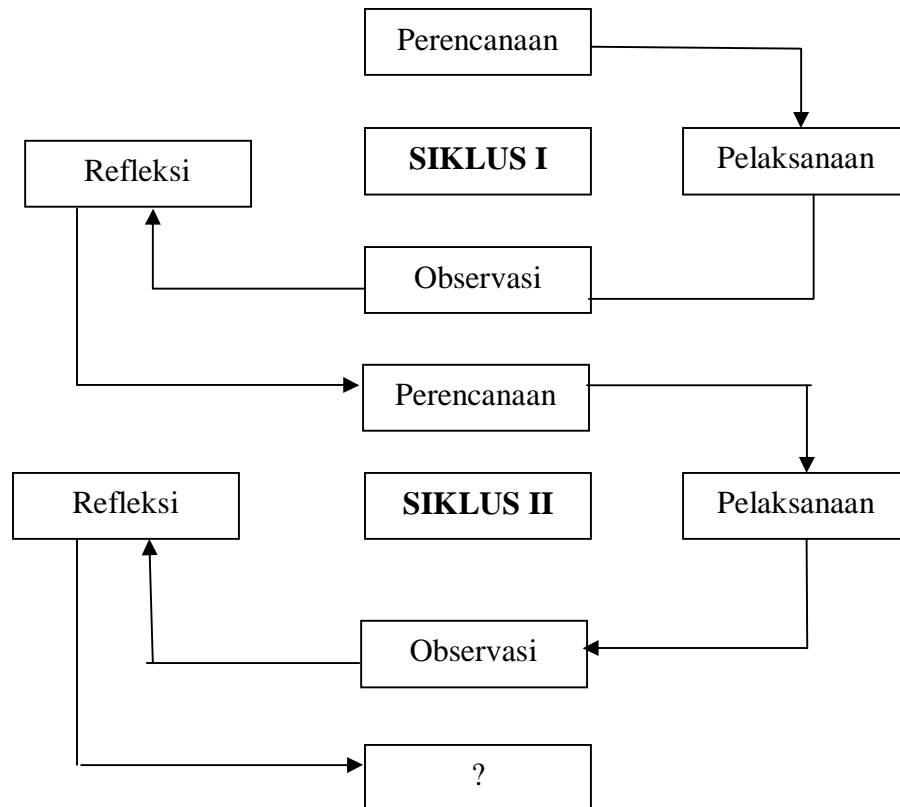 Perencanaan
Refleksi
SIKLUS I
Pelaksanaan
Observasi
Perencanaan
Refleksi
SIKLUS II
Pelaksanaan
Observasi
?